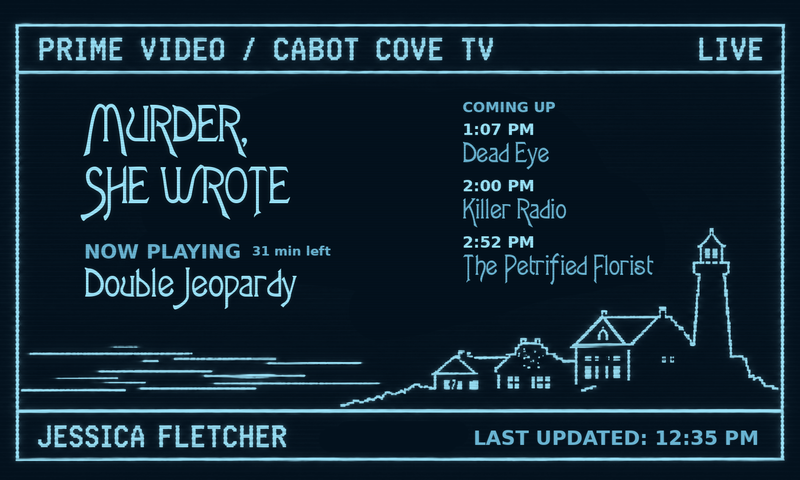 PRIME VIDEO / CABOT COVE TV
LIVE
MURDER,
SHE WROTE
NOW PLAYING 31 min left
Double Jeopardy
COMING UP
1:07 PM
Dead Eye
2:00 PM
Killer Radio
2:52 PM
The Petrified Florist
JESSICA FLETCHER
LAST UPDATED: 12:35 PM